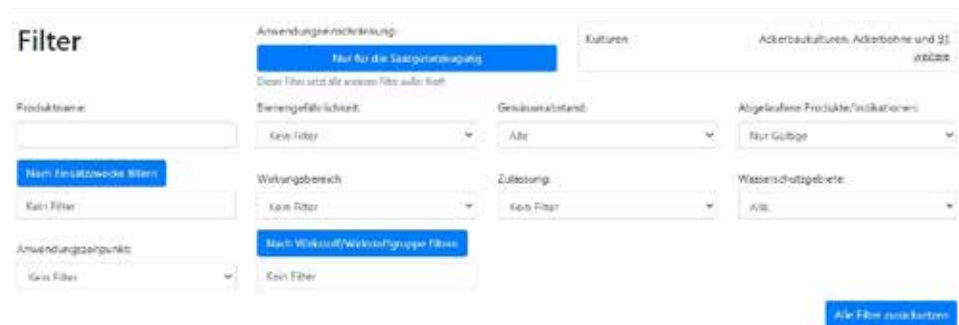 Filter
Anwendungseinschränkung:
Nur für die Saatguterzeugung
Dieser Filter setzt alle anderen Filter außer Kraft
Kulturen
Ackerbaukulturen, Ackerbohne und 91
weitere
Produktname:
Bienengefährlichkeit:
Gewässerabstand:
Abgelaufene Produkte/Indikationen:
Kein Filter
Alle
Nur Gültige
Nach Einsatzzwecke filtern
Kein Filter
Wirkungsbereich:
Zulassung:
Wasserschutzgebiete:
Kein Filter
Kein Filter
Alle
Anwendungszeitpunkt:
Kein Filter
Nach Wirkstoff/Wirkstoffgruppe filtern
Kein Filter
Alle Filter zurücksetzen